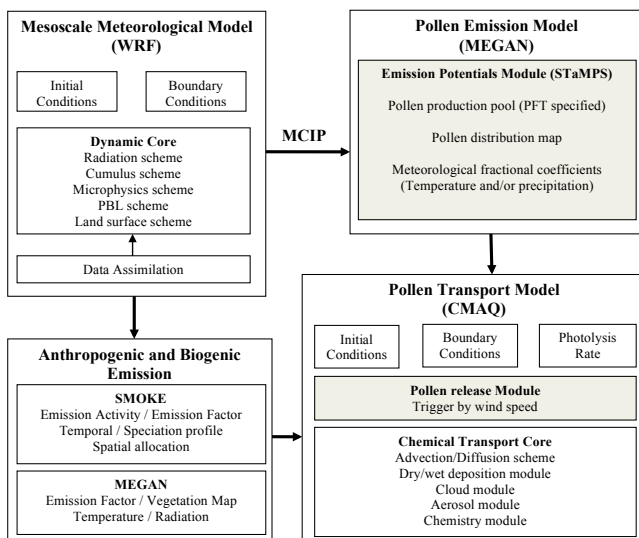 Mesoscale Meteorological Model
(WRF)
Initial
Conditions
Boundary
Conditions
Dynamic Core
Radiation scheme
Cumulus scheme
Microphysics scheme
PBL scheme
Land surface scheme
Data Assimilation
MCIP
Pollen Emission Model
(MEGAN)
Emission Potentials Module (STaMPS)
Pollen production pool (PFT specified)
Pollen distribution map
Meteorological fractional coefficients
(Temperature and/or precipitation)
Anthropogenic and Biogenic
Emission
SMOKE
Emission Activity / Emission Factor
Temporal / Speciation profile
Spatial allocation
MEGAN
Emission Factor / Vegetation Map
Temperature / Radiation
Pollen Transport Model
(CMAQ)
Initial
Conditions
Boundary
Conditions
Photolysis
Rate
Pollen release Module
Trigger by wind speed
Chemical Transport Core
Advection/Diffusion scheme
Dry/wet deposition module
Cloud module
Aerosol module
Chemistry module